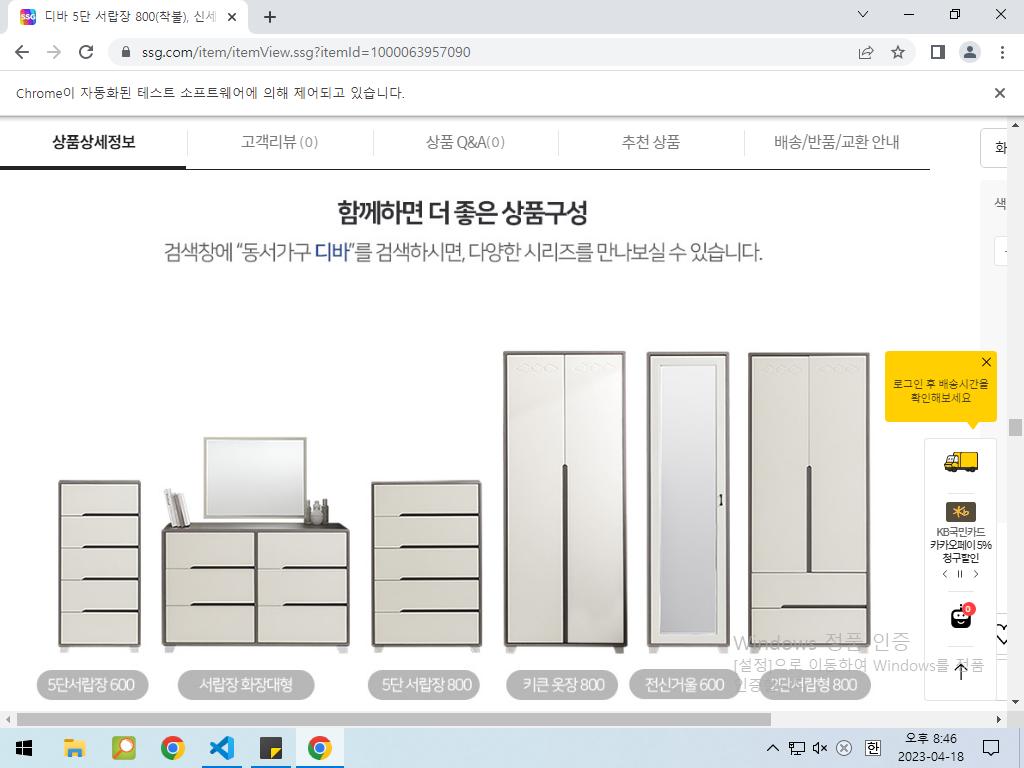 디바 5단 서랍장 800(착불), 신세
ssg.com/item/itemView.ssg?itemId=1000063957090
Chrome이 자동화된 테스트 소프트웨어에 의해 제어되고 있습니다.
상품상세정보
고객리뷰 (0)
상품 Q&A(0)
추천 상품
배송/반품/교환 안내
화
색
함께하면 더 좋은 상품구성
검색창에 “동서가구 디바”를 검색하시면, 다양한 시리즈를 만나보실 수 있습니다.
로그인 후 배송시간을
확인해보세요
KB국민카드
카카오페이 5%
청구할인
0
Windows 정품 인증
[설정]으로 이동하여 Windows를 정품
인증
5단서랍장 600
서랍장 화장대형
5단 서랍장 800
키큰 옷장 800
전신거울 600
2단서랍형 800
한
오후 8:46
2023-04-18